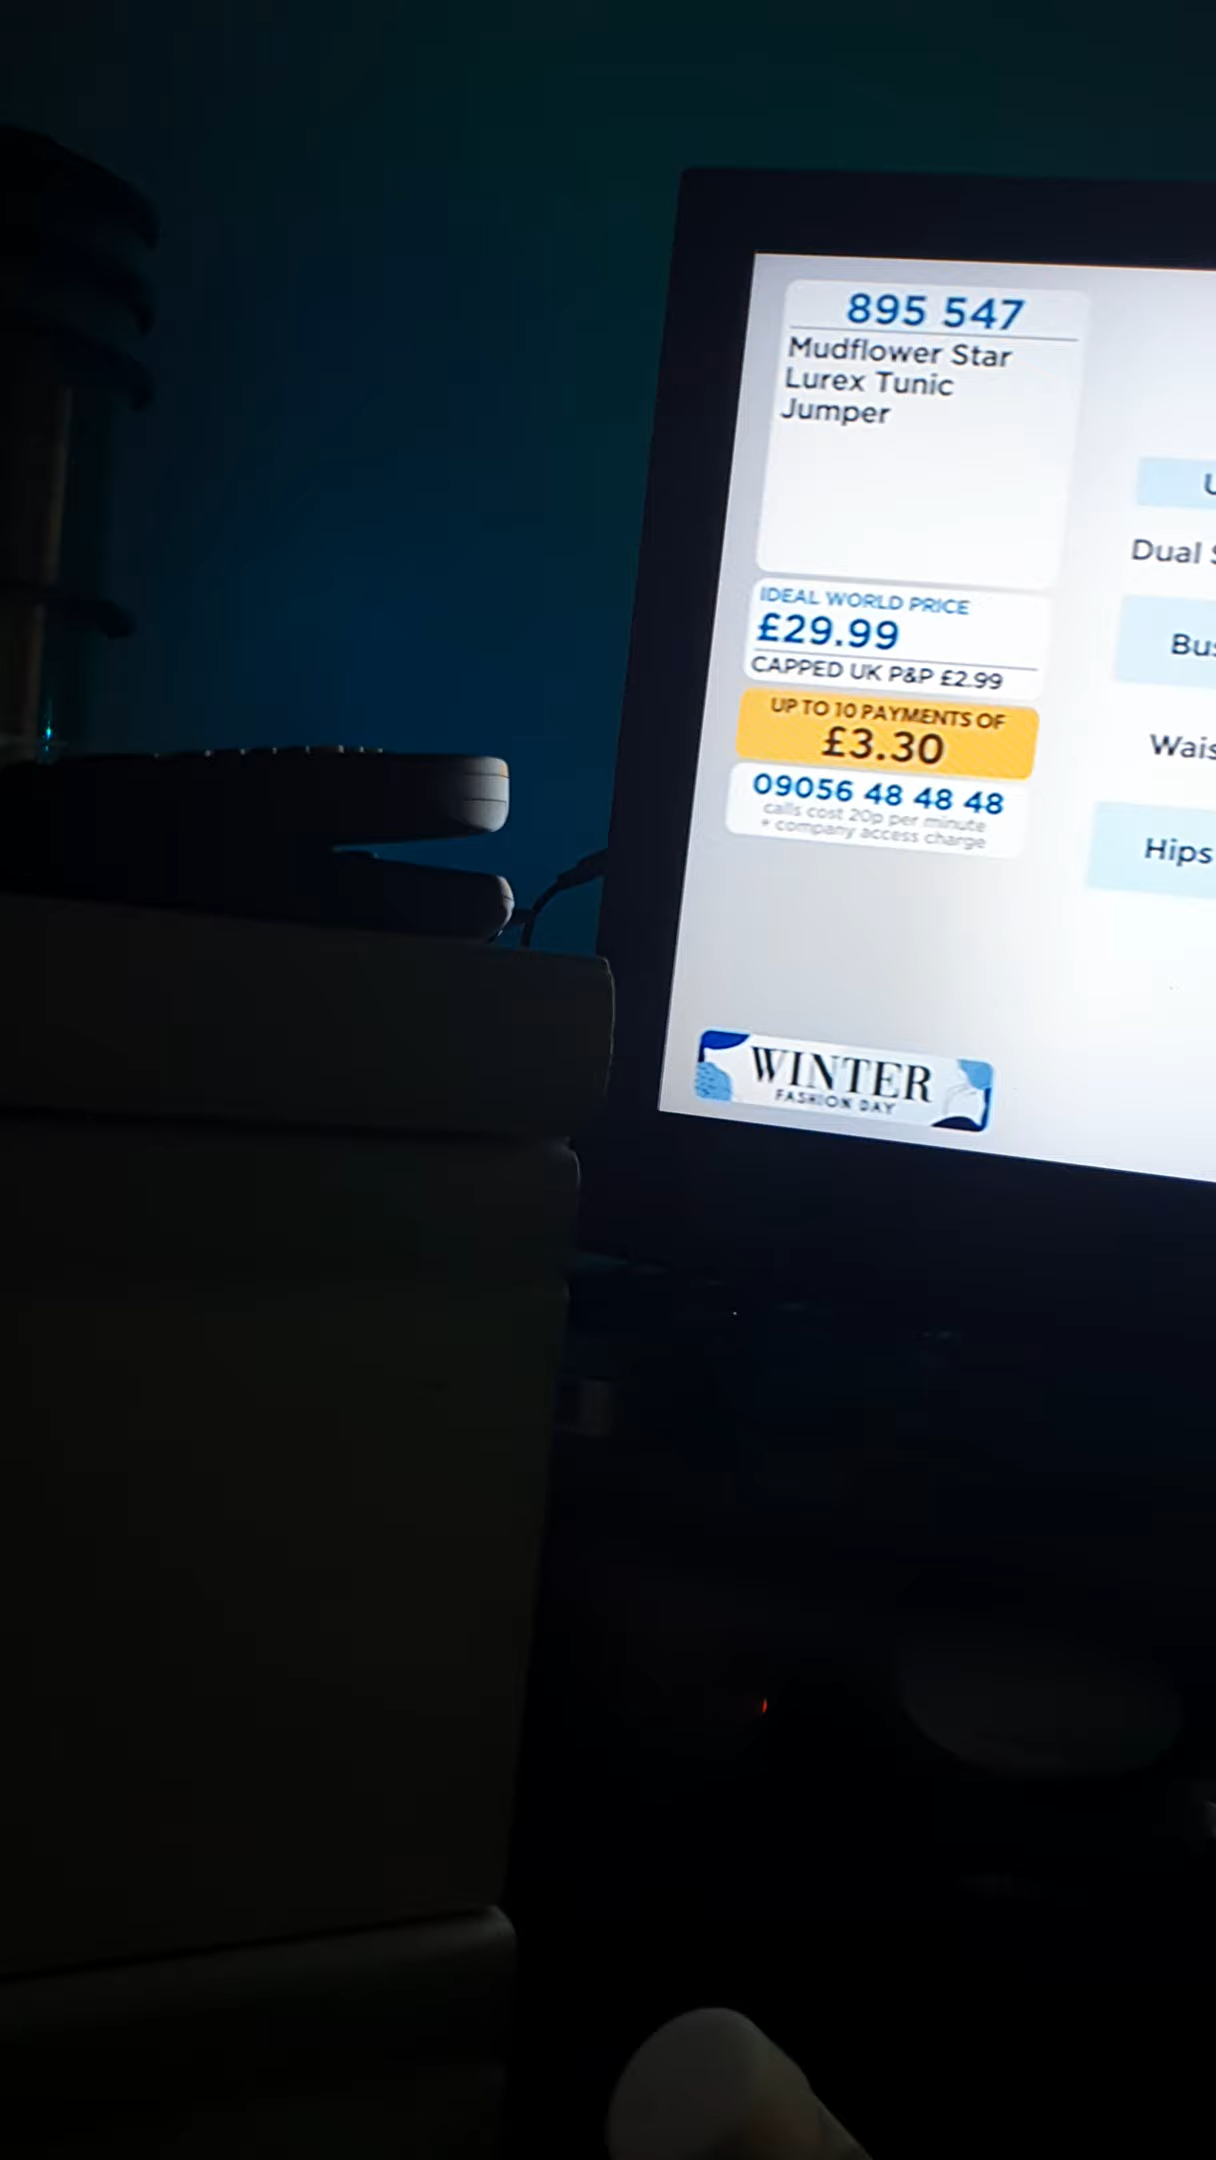 895 547
Mudflower Star
Lurex Tunic
Jumper
IDEAL WORLD PRICE
£29.99
CAPPED UK P&P £2.99
UP TO 10 PAYMENTS OF
£3.30
09056 48 48 48
calls cost 20p per minute
+ company access charge
WINTER
FASHION DAY
Dual
Hips